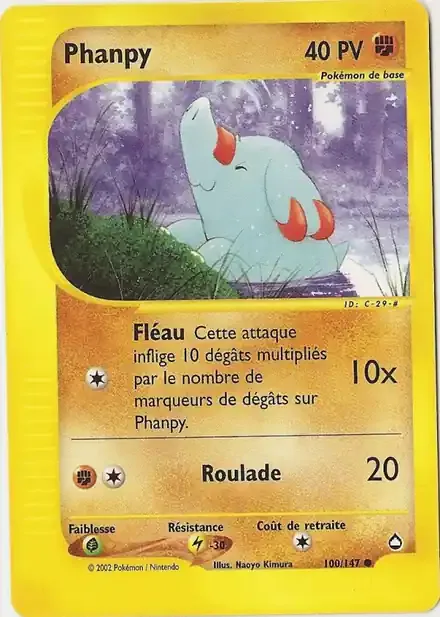 Phanpy 40 PV
Pokémon de base
ID: C-29-#
Fléau Cette attaque
inflige 10 dégâts multipliés
par le nombre de
marqueurs de dégâts sur
Phanpy.
10x
Roulade 20
Faiblesse Résistance Coût de retraite
-30
© 2002 Pokémon / Nintendo Illus. Naoyo Kimura 100/147